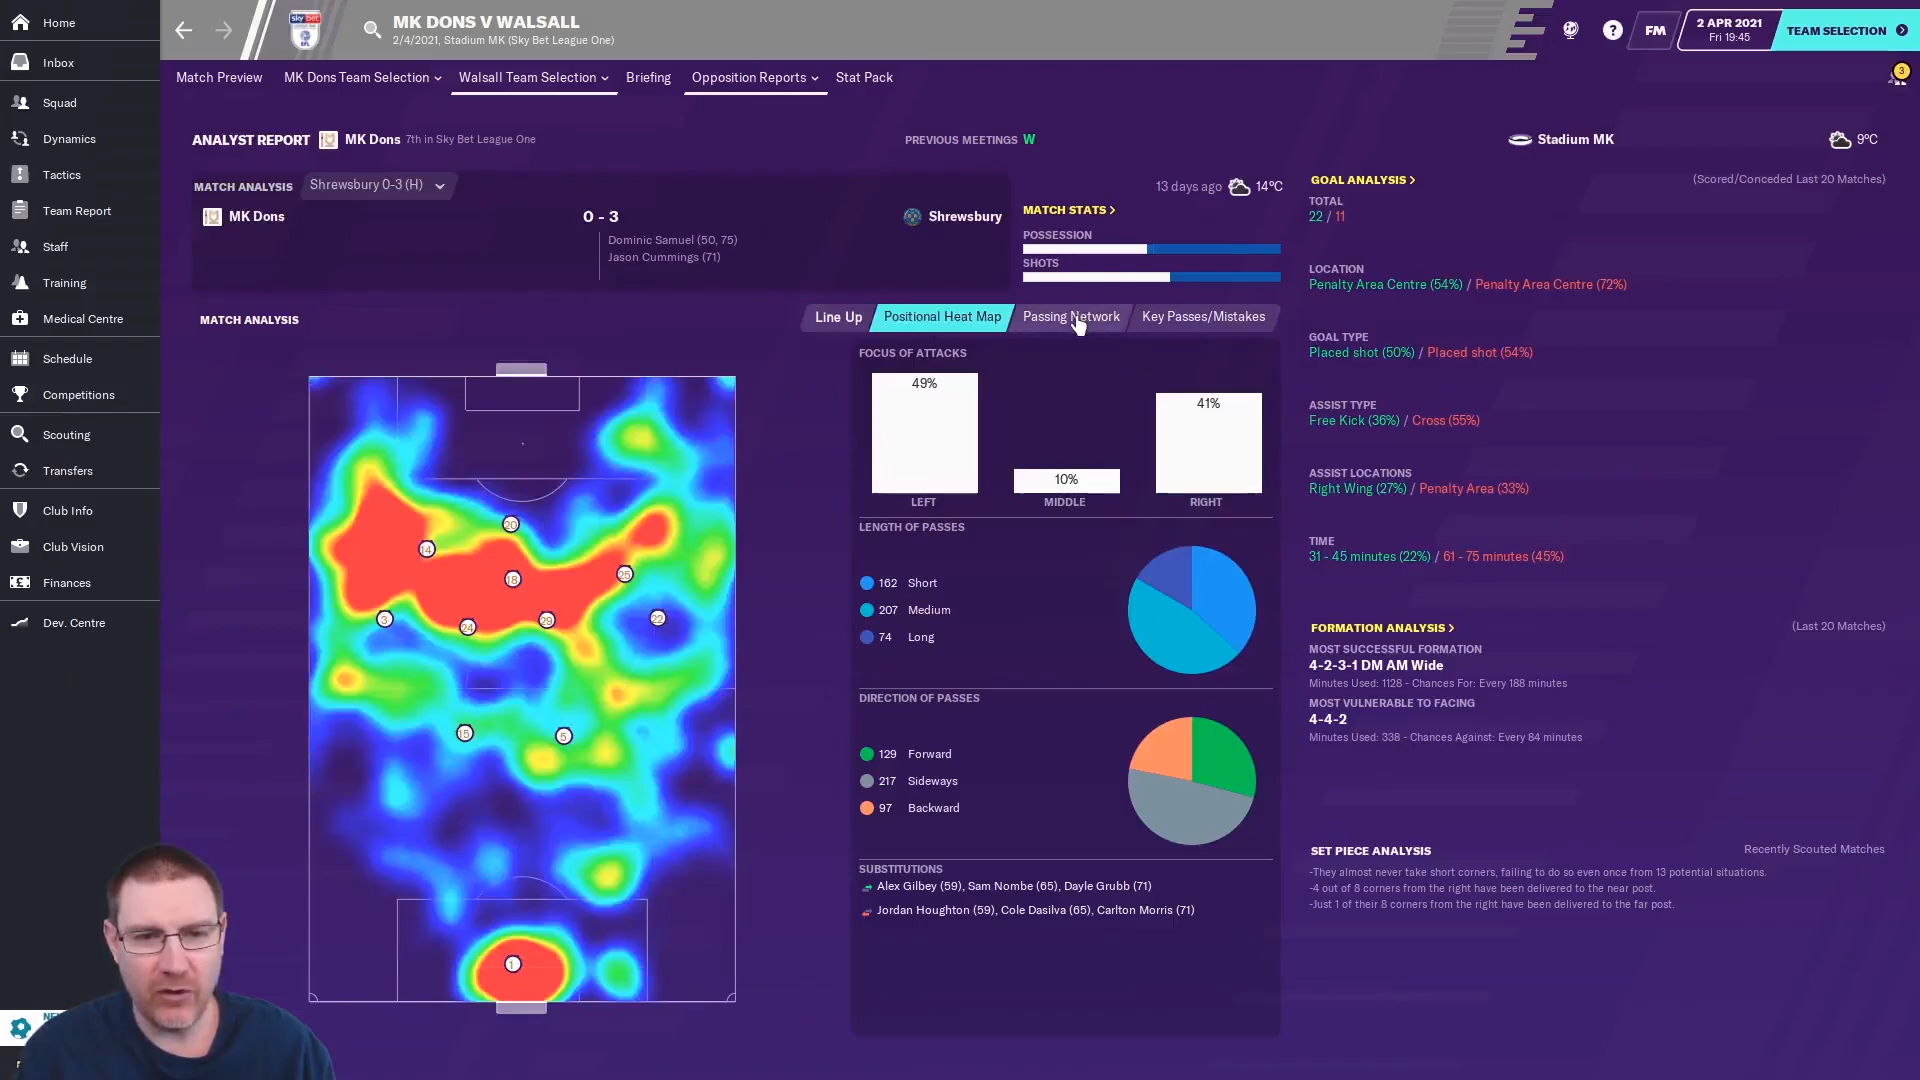 Home
Inbox
Squad
Dynamics
Tactics
Team Report
Staff
Training
Medical Centre
Schedule
Competitions
Scouting
Transfers
Club Info
Club Vision
Finances
Dev. Centre
sky bet
EFL
MK DONS V WALSALL
2/4/2021, Stadium MK (Sky Bet League One)
?
FM
2 APR 2021
Fri 19:45
TEAM SELECTION
3
Match Preview
MK Dons Team Selection
Walsall Team Selection
Briefing
Opposition Reports
Stat Pack
ANALYST REPORT MK Dons 7th in Sky Bet League One
PREVIOUS MEETINGS W
Stadium MK
9°C
MATCH ANALYSIS Shrewsbury 0-3 (H)
13 days ago 14°C
MK Dons 0 - 3 Shrewsbury
Dominic Samuel (50, 75)
Jason Cummings (71)
MATCH STATS >
POSSESSION
SHOTS
MATCH ANALYSIS
Line Up
Positional Heat Map
Passing Network
Key Passes/Mistakes
20
14
18
25
3
24
29
22
15
5
1
FOCUS OF ATTACKS
49%
10%
41%
LEFT
MIDDLE
RIGHT
LENGTH OF PASSES
162 Short
207 Medium
74 Long
DIRECTION OF PASSES
129 Forward
217 Sideways
97 Backward
SUBSTITUTIONS
Alex Gilbey (59), Sam Nombe (65), Dayle Grubb (71)
Jordan Houghton (59), Cole Dasilva (65), Carlton Morris (71)
GOAL ANALYSIS > (Scored/Conceded Last 20 Matches)
TOTAL
22 / 11
LOCATION
Penalty Area Centre (54%) / Penalty Area Centre (72%)
GOAL TYPE
Placed shot (50%) / Placed shot (54%)
ASSIST TYPE
Free Kick (36%) / Cross (55%)
ASSIST LOCATIONS
Right Wing (27%) / Penalty Area (33%)
TIME
31 - 45 minutes (22%) / 61 - 75 minutes (45%)
FORMATION ANALYSIS > (Last 20 Matches)
MOST SUCCESSFUL FORMATION
4-2-3-1 DM AM Wide
Minutes Used: 1128 - Chances For: Every 188 minutes
MOST VULNERABLE TO FACING
4-4-2
Minutes Used: 338 - Chances Against: Every 84 minutes
SET PIECE ANALYSIS Recently Scouted Matches
-They almost never take short corners, failing to do so even once from 13 potential situations.
-4 out of 8 corners from the right have been delivered to the near post.
-Just 1 of their 8 corners from the right have been delivered to the far post.